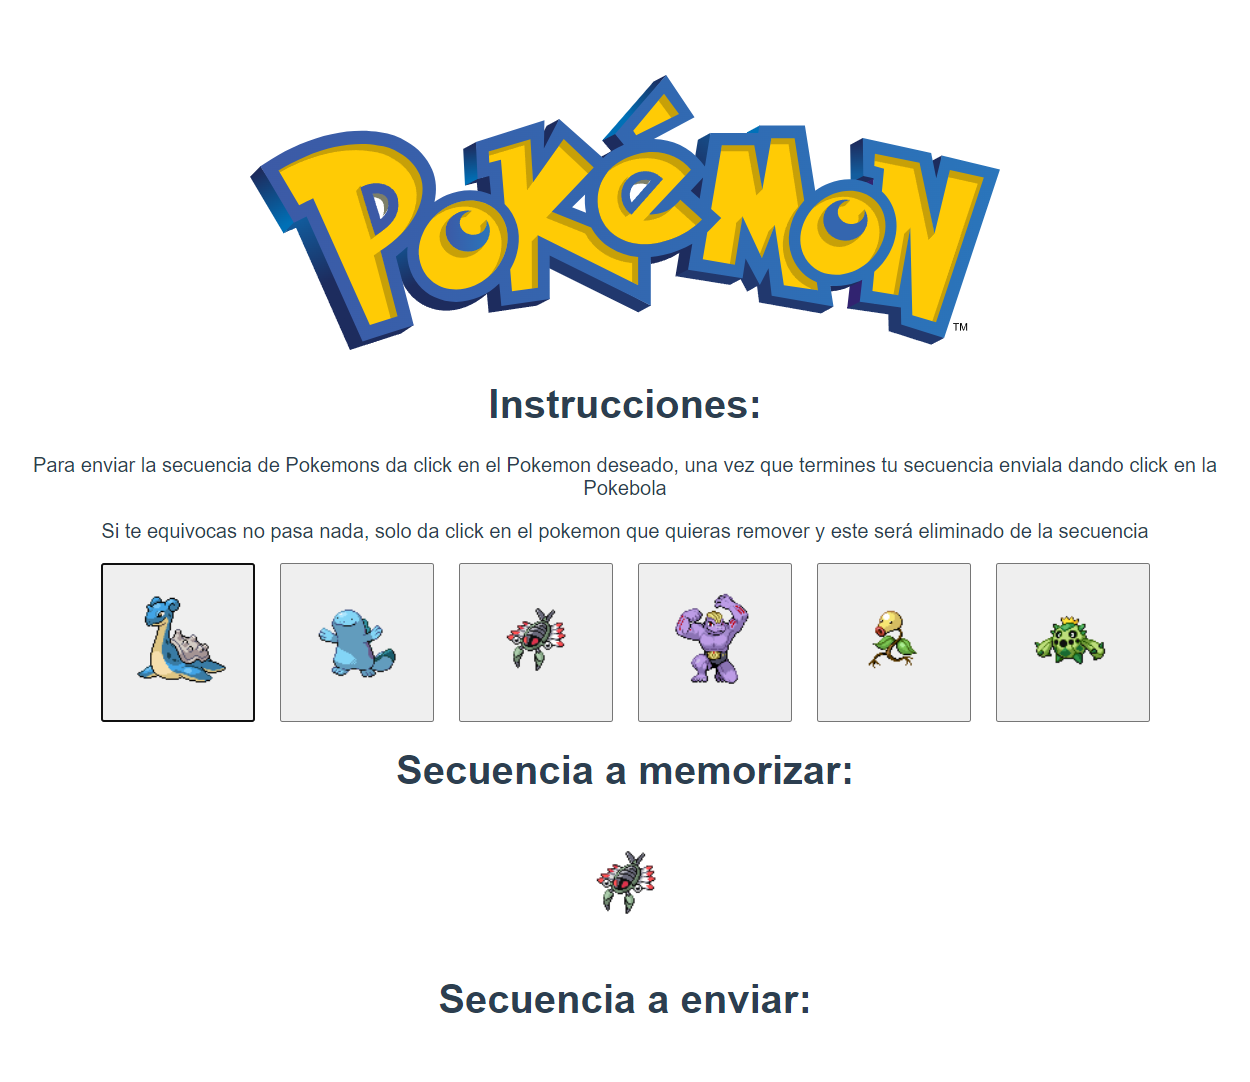 POKéMON
TM
Instrucciones:
Para enviar la secuencia de Pokemons da click en el Pokemon deseado, una vez que termines tu secuencia enviala dando click en la
Pokebola
Si te equivocas no pasa nada, solo da click en el pokemon que quieras remover y este será eliminado de la secuencia
Secuencia a memorizar:
Secuencia a enviar: